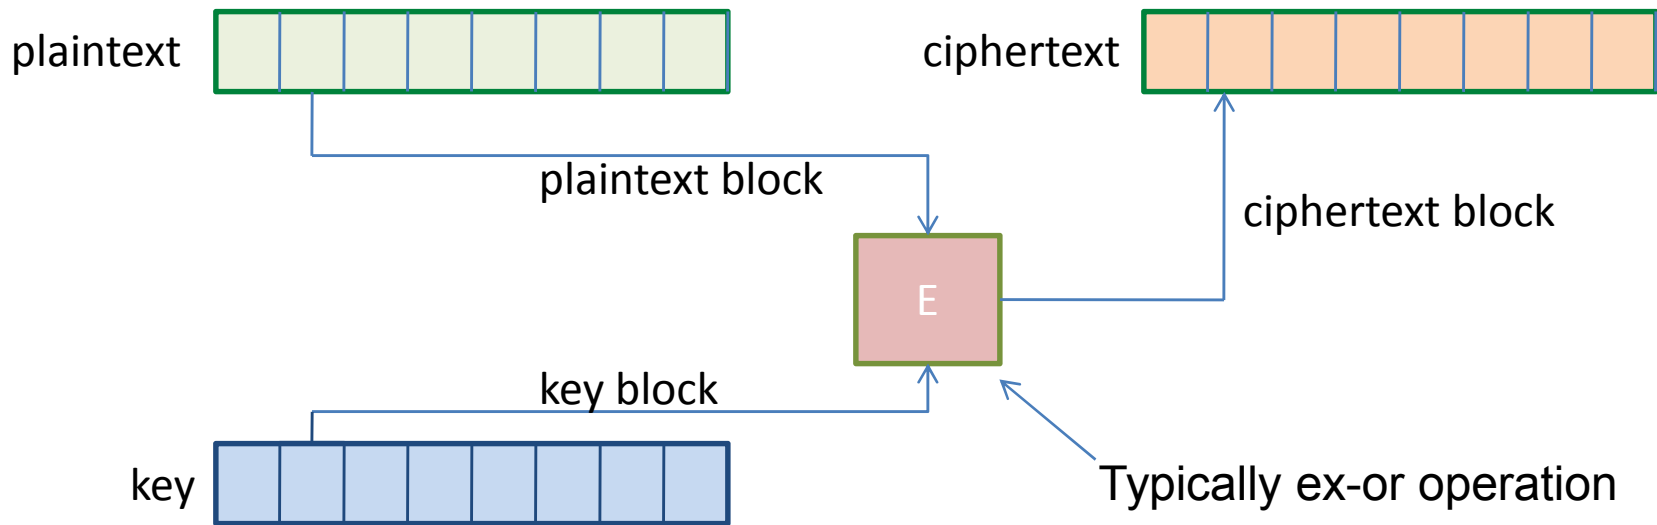 plaintext
ciphertext
plaintext block
ciphertext block
E
key block
key
Typically ex-or operation